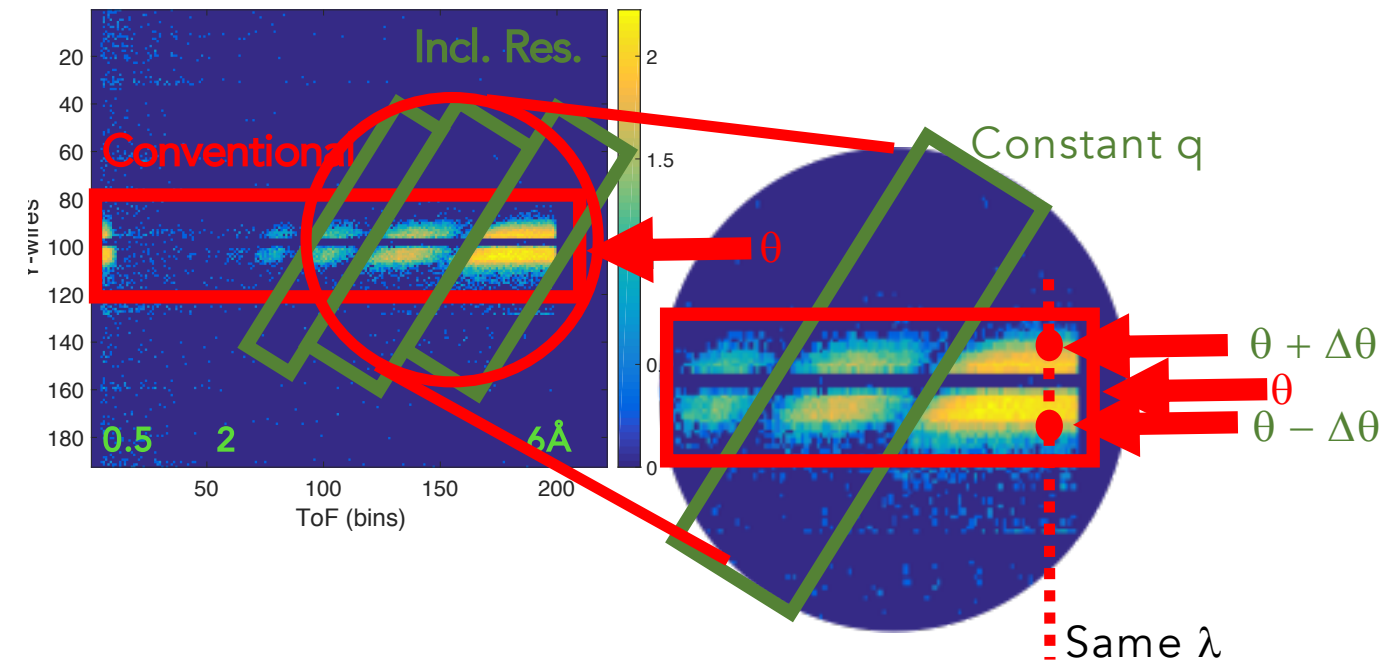 Incl. Res.
Conventional
Constant q
20
40
60
80
100
120
140
160
180
Y-wires
0.5 2 6Å
50 100 150 200
ToF (bins)
2
1.5
0
θ
θ + Δθ
θ
θ − Δθ
Same λ